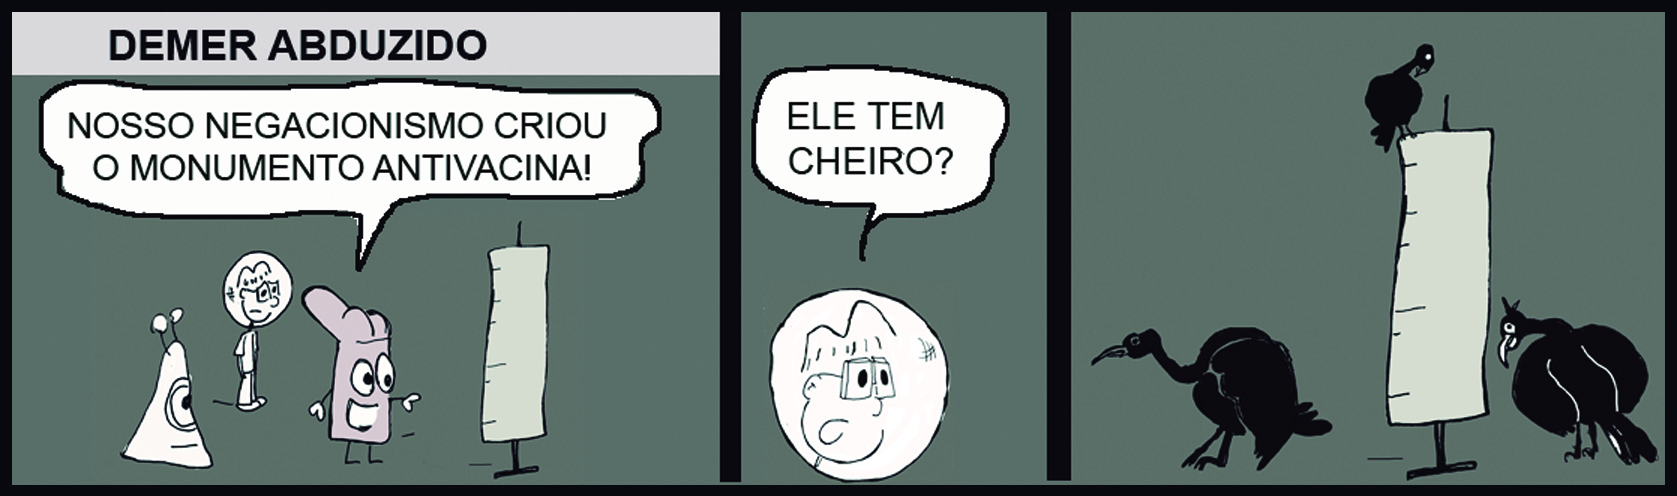 DEMER ABDUZIDO
NOSSO NEGACIONISMO CRIOU
O MONUMENTO ANTIVACINA!
ELE TEM
CHEIRO?